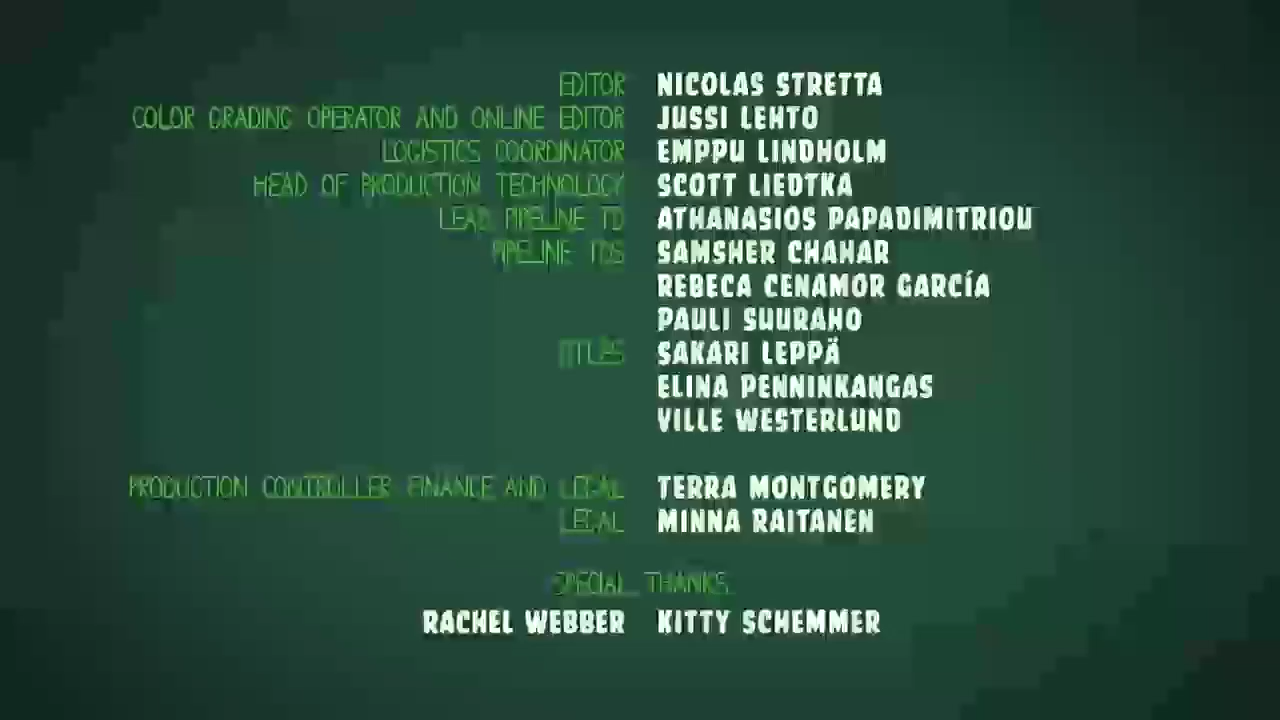 EDITOR NICOLAS STRETTA
COLOR GRADING OPERATOR AND ONLINE EDITOR JUSSI LEHTO
LOGISTICS COORDINATOR EMPPU LINDHOLM
HEAD OF PRODUCTION TECHNOLOGY SCOTT LIEDTKA
LEAD PIPELINE TD ATHANASIOS PAPADIMITRIOU
PIPELINE TDS SAMSHER CHAHAR
REBECA CENAMOR GARCÍA
PAULI SUURAHO
TITLES SAKARI LEPPÄ
ELINA PENNINKANGAS
VILLE WESTERLUND
PRODUCTION CONTROLLER FINANCE AND LEGAL TERRA MONTGOMERY
LEGAL MINNA RAITANEN
SPECIAL THANKS
RACHEL WEBBER KITTY SCHEMMER